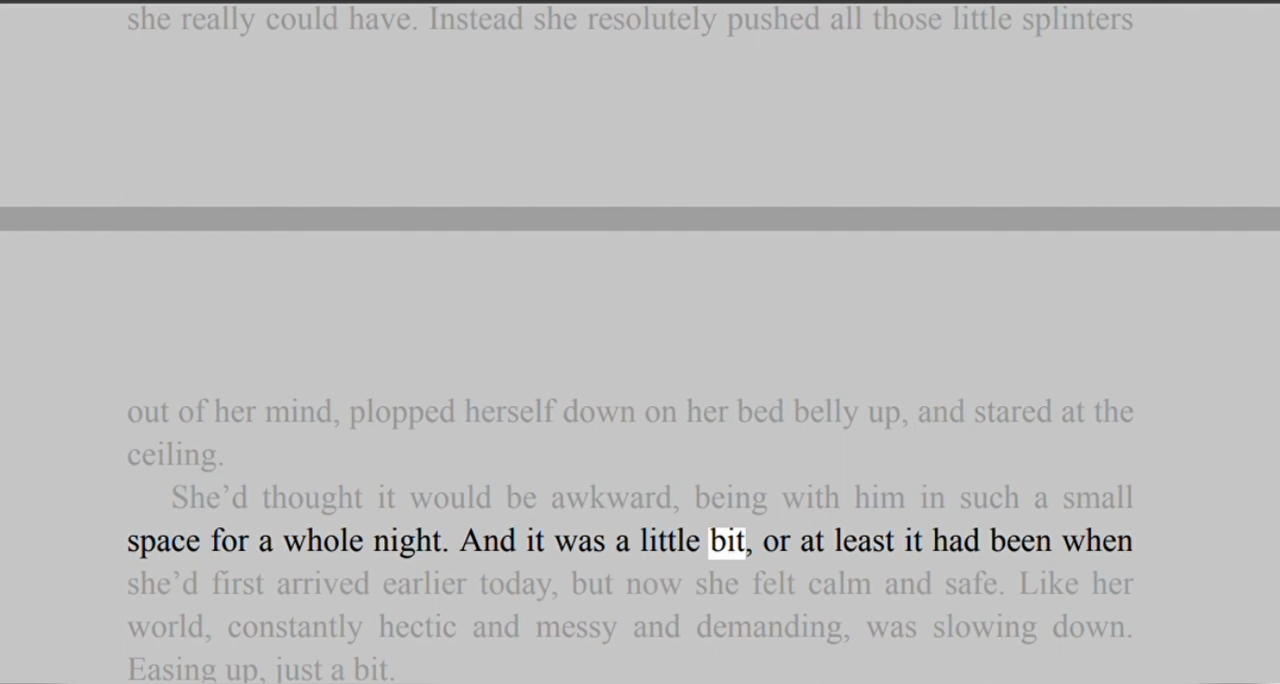 she really could have. Instead she resolutely pushed all those little splinters
out of her mind, plopped herself down on her bed belly up, and stared at the
ceiling.
She’d thought it would be awkward, being with him in such a small
space for a whole night. And it was a little bit, or at least it had been when
she’d first arrived earlier today, but now she felt calm and safe. Like her
world, constantly hectic and messy and demanding, was slowing down.
Easing up, just a bit.